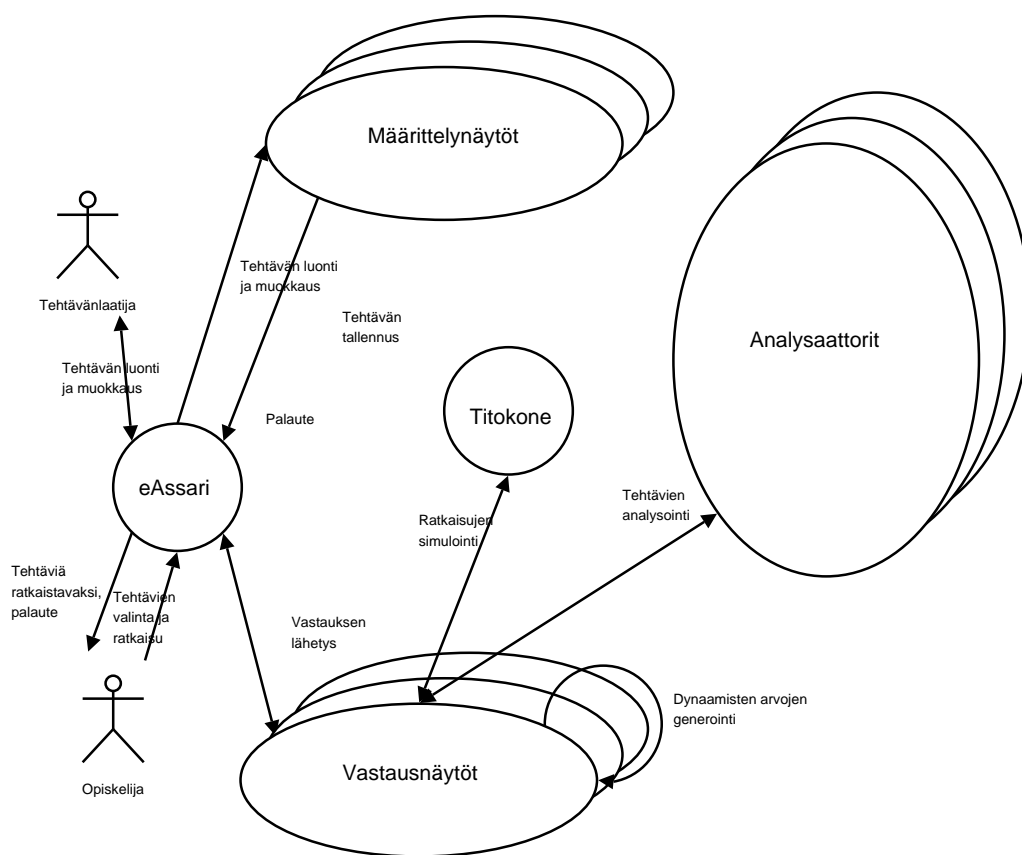 Määrittelynäytöt
Tehtävänlaatija
Tehtävän luonti
ja muokkaus
Tehtävän
tallennus
Analysaattorit
Tehtävän luonti
ja muokkaus
Palaute
Titokone
eAssari
Ratkaisujen
simulointi
Tehtävien
analysointi
Tehtäviä
ratkaistavaksi,
palaute
Tehtävien
valinta ja
ratkaisu
Vastauksen
lähetys
Dynaamisten arvojen
generointi
Vastausnäytöt
Opiskelija